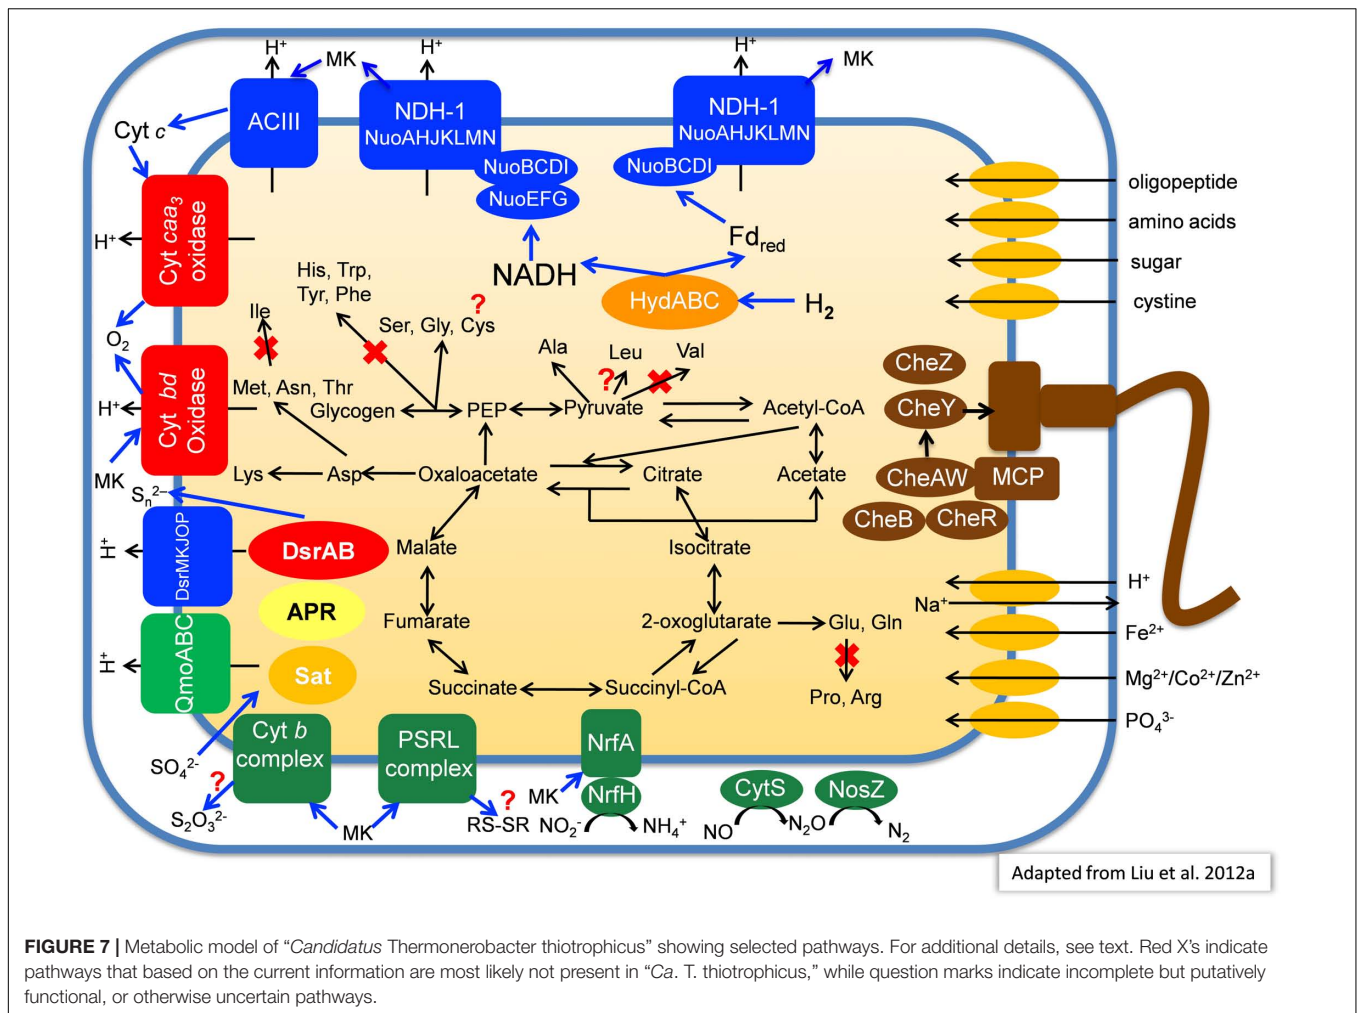 H⁺
MK
H⁺
H⁺
MK
ACIII
NDH-1
NuoAHJKLMN
NDH-1
NuoAHJKLMN
Cyt c
NuoBCDI
NuoEFG
NuoBCDI
Cyt caa₃
oxidase
H⁺
oligopeptide
amino acids
sugar
cystine
Fd_red
NADH
HydABC
H₂
His, Trp,
Tyr, Phe
?
Ile
Ser, Gly, Cys
O₂
Ala
?
Leu
Val
CheZ
Cyt bd
Oxidase
H⁺
Met, Asn, Thr
Glycogen
PEP
Pyruvate
Acetyl-CoA
CheY
MK
Lys
Asp
Oxaloacetate
Citrate
Acetate
CheAW
MCP
Sₙ²⁻
CheB
CheR
DsrMKJOP
H⁺
DsrAB
Malate
Isocitrate
APR
Fumarate
2-oxoglutarate
Glu, Gln
H⁺
Na⁺
Fe²⁺
Mg²⁺/Co²⁺/Zn²⁺
PO₄³⁻
QmoABC
H⁺
Sat
Succinate
Succinyl-CoA
Pro, Arg
SO₄²⁻
?
S₂O₃²⁻
Cyt b
complex
PSRL
complex
MK
?
RS-SR
NrfA
MK
NrfH
NO₂⁻
NH₄⁺
CytS
NosZ
NO
N₂O
N₂
Adapted from Liu et al. 2012a
FIGURE 7 | Metabolic model of “Candidatus Thermonerobacter thiotrophicus” showing selected pathways. For additional details, see text. Red X's indicate
pathways that based on the current information are most likely not present in “Ca. T. thiotrophicus,” while question marks indicate incomplete but putatively
functional, or otherwise uncertain pathways.